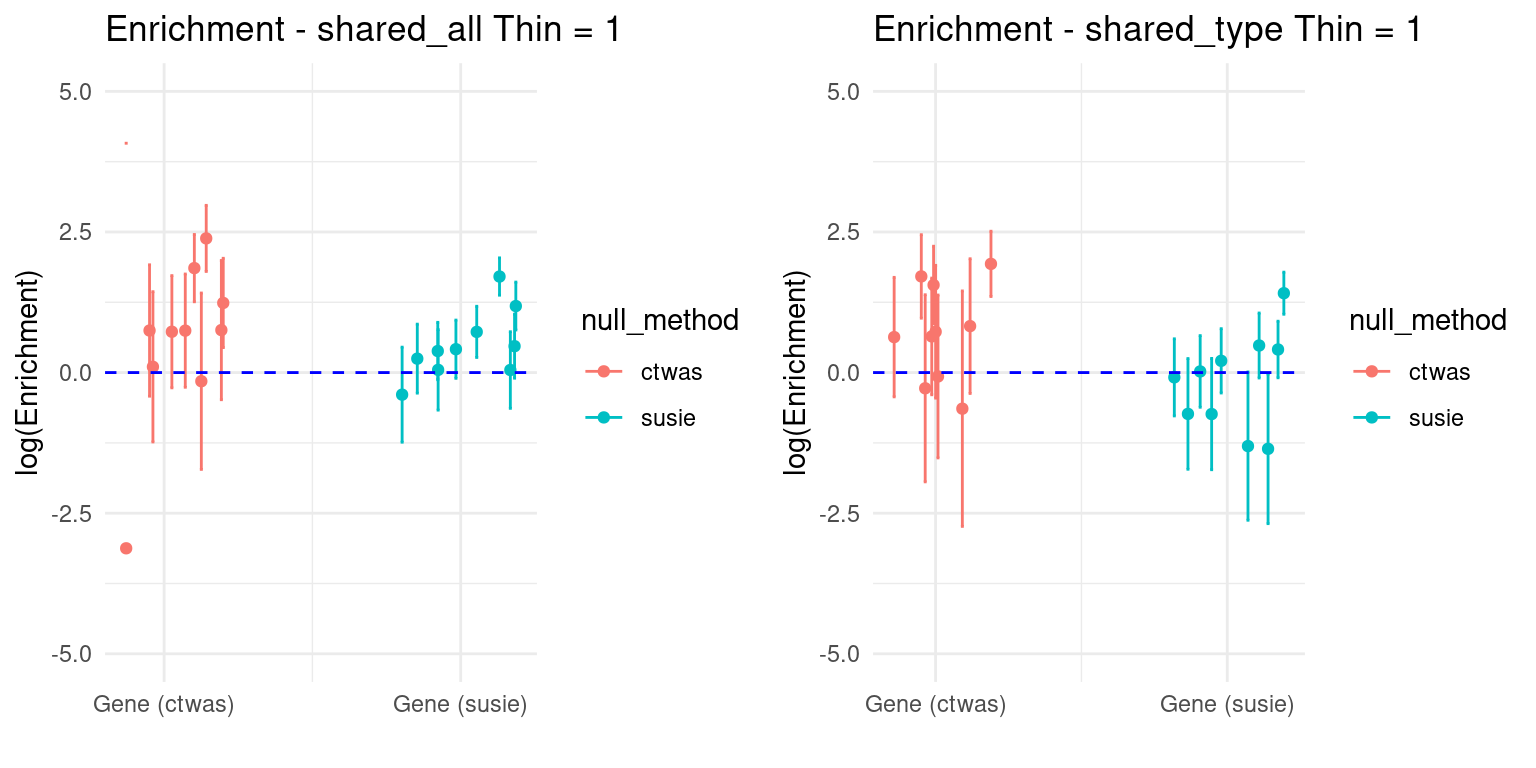 Enrichment - shared_all Thin = 1
log(Enrichment)
5.0
2.5
0.0
-2.5
-5.0
Gene (ctwas)
Gene (susie)
null_method
ctwas
susie
Enrichment - shared_type Thin = 1
log(Enrichment)
5.0
2.5
0.0
-2.5
-5.0
Gene (ctwas)
Gene (susie)
null_method
ctwas
susie